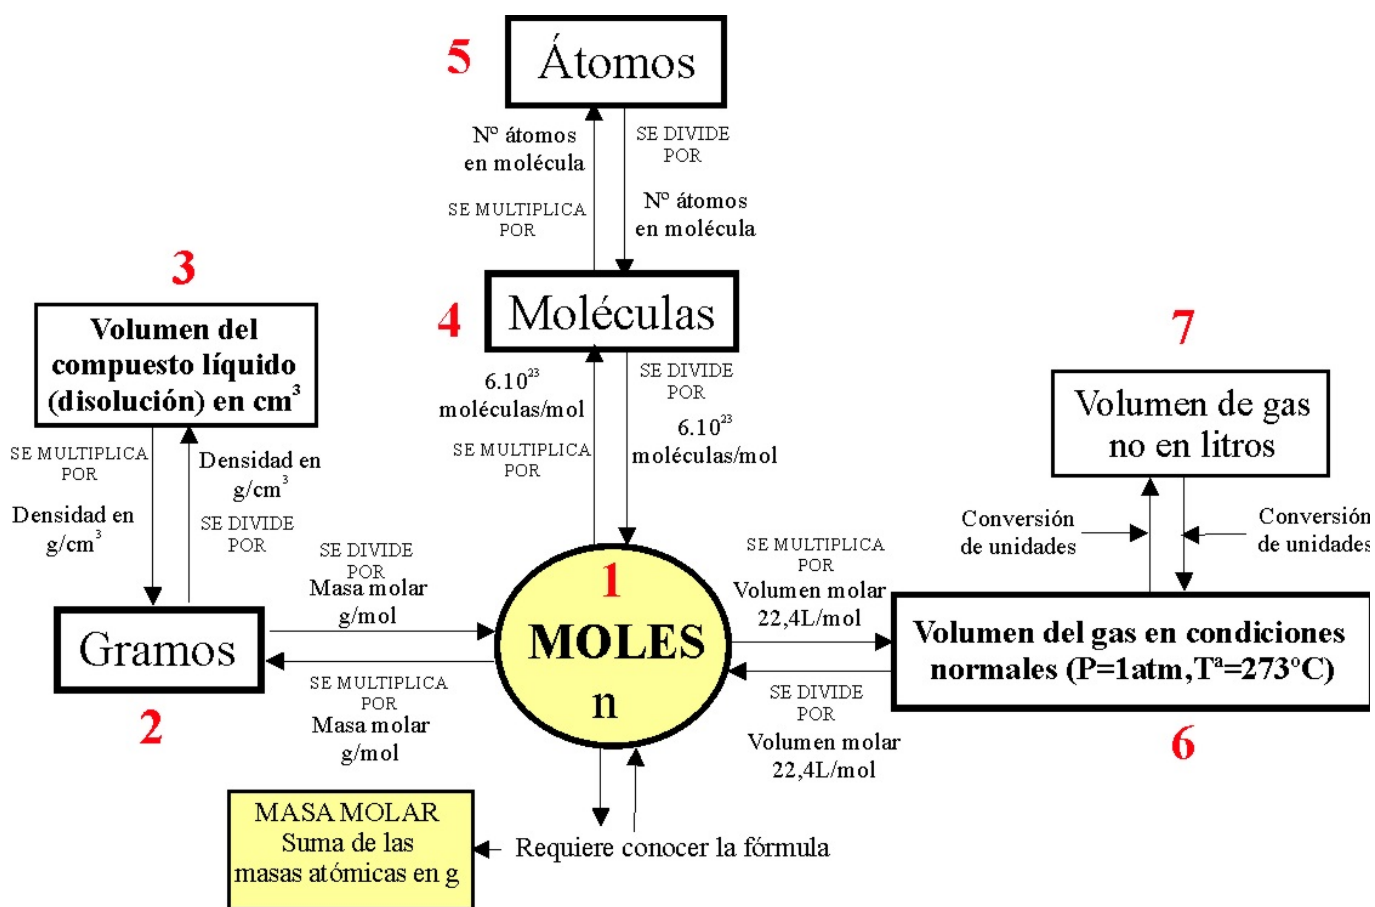 5
Átomos
Nº átomos
en molécula
SE MULTIPLICA
POR
SE DIVIDE
POR
Nº átomos
en molécula
4
Moléculas
6.10²³
moléculas/mol
SE MULTIPLICA
POR
SE DIVIDE
POR
6.10²³
moléculas/mol
3
Volumen del
compuesto líquido
(disolución) en cm³
SE MULTIPLICA
POR
Densidad en
g/cm³
Densidad en
g/cm³
SE DIVIDE
POR
Gramos
2
SE DIVIDE
POR
Masa molar
g/mol
SE MULTIPLICA
POR
Masa molar
g/mol
1
MOLES
n
SE MULTIPLICA
POR
Volumen molar
22,4L/mol
SE DIVIDE
POR
Volumen molar
22,4L/mol
7
Volumen de gas
no en litros
Conversión
de unidades
Conversión
de unidades
Volumen del gas en condiciones
normales (P=1atm,Tª=273ºC)
6
MASA MOLAR
Suma de las
masas atómicas en g
Requiere conocer la fórmula